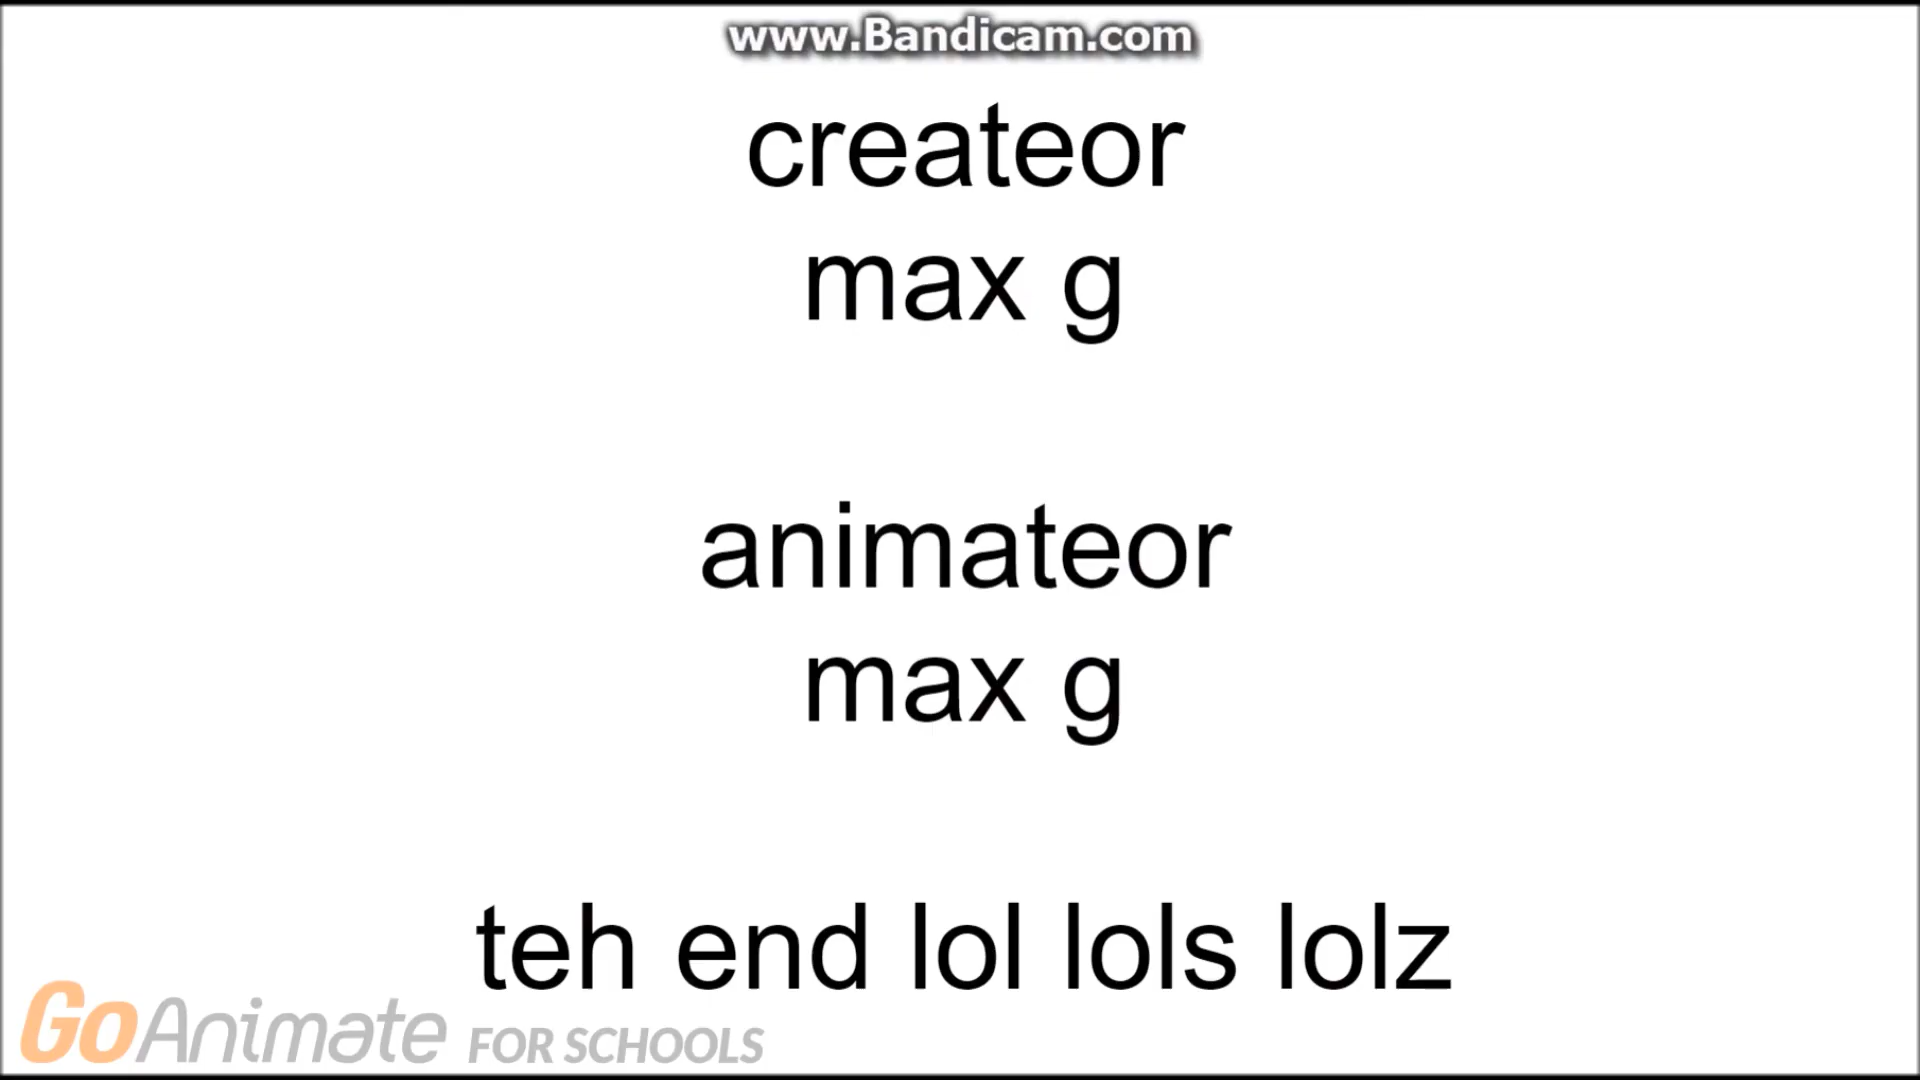 www.Bandicam.com
createor
max g
animateor
max g
teh end lol lols lolz
GoAnimate FOR SCHOOLS